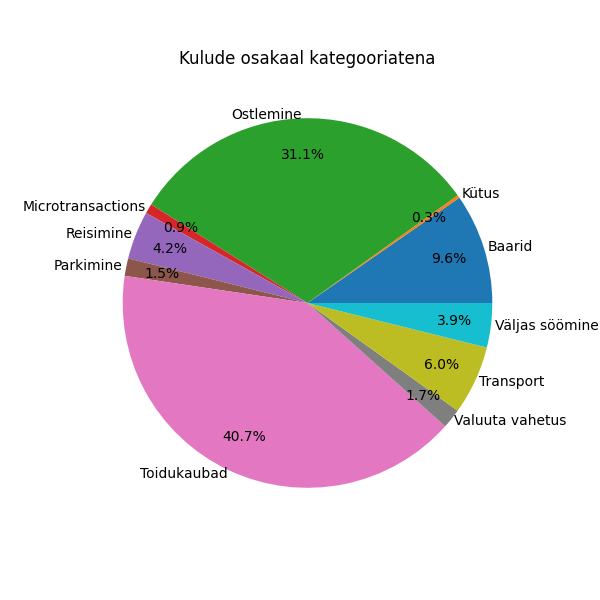 Kulude osakaal kategooriatena
Ostlemine
31.1%
Kütus
0.3%
Microtransactions
0.9%
Reisimine
4.2%
Baarid
9.6%
Parkimine
1.5%
Väljas söömine
3.9%
Transport
6.0%
Valuuta vahetus
1.7%
Toidukaubad
40.7%